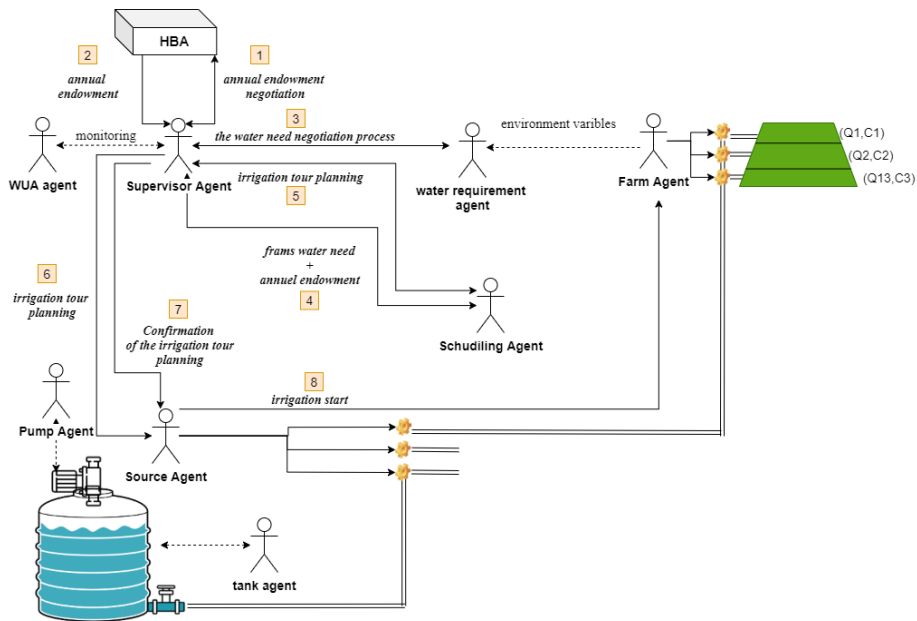 HBA
2
1
annual
endowment
annual endowment
negotiation
3
monitoring
the water need negotiation process
environment varibles
(Q1,C1)
(Q2,C2)
(Q13,C3)
WUA agent
Supervisor Agent
water requirement
agent
Farm Agent
irrigation tour planning
5
frams water need
+
annuel endowment
4
6
irrigation tour
planning
7
Confirmation
of the irrigation tour
planning
Schudiling Agent
8
irrigation start
Pump Agent
Source Agent
tank agent